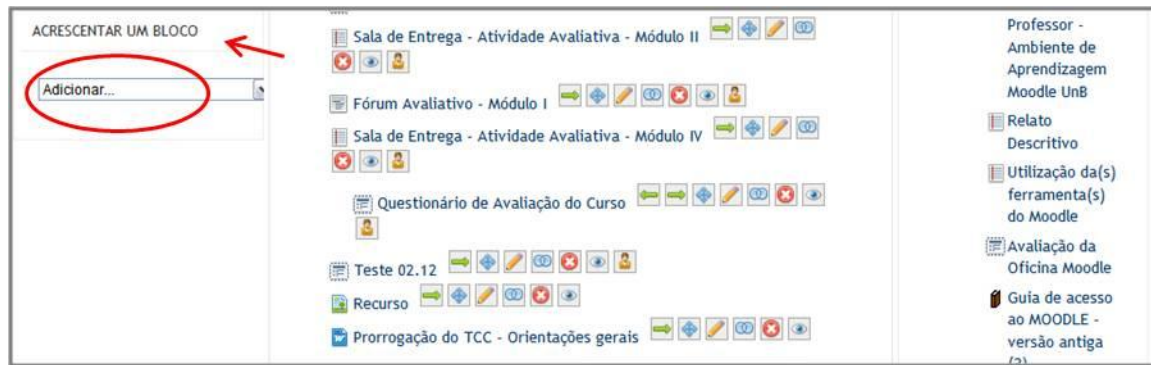 ACRESCENTAR UM BLOCO
Adicionar...
Sala de Entrega - Atividade Avaliativa - Módulo II
Fórum Avaliativo - Módulo I
Sala de Entrega - Atividade Avaliativa - Módulo IV
Questionário de Avaliação do Curso
Teste 02.12
Recurso
Prorrogação do TCC - Orientações gerais
Professor -
Ambiente de
Aprendizagem
Moodle UnB
Relato
Descritivo
Utilização da(s)
ferramenta(s)
do Moodle
Avaliação da
Oficina Moodle
Guia de acesso
ao MOODLE -
versão antiga